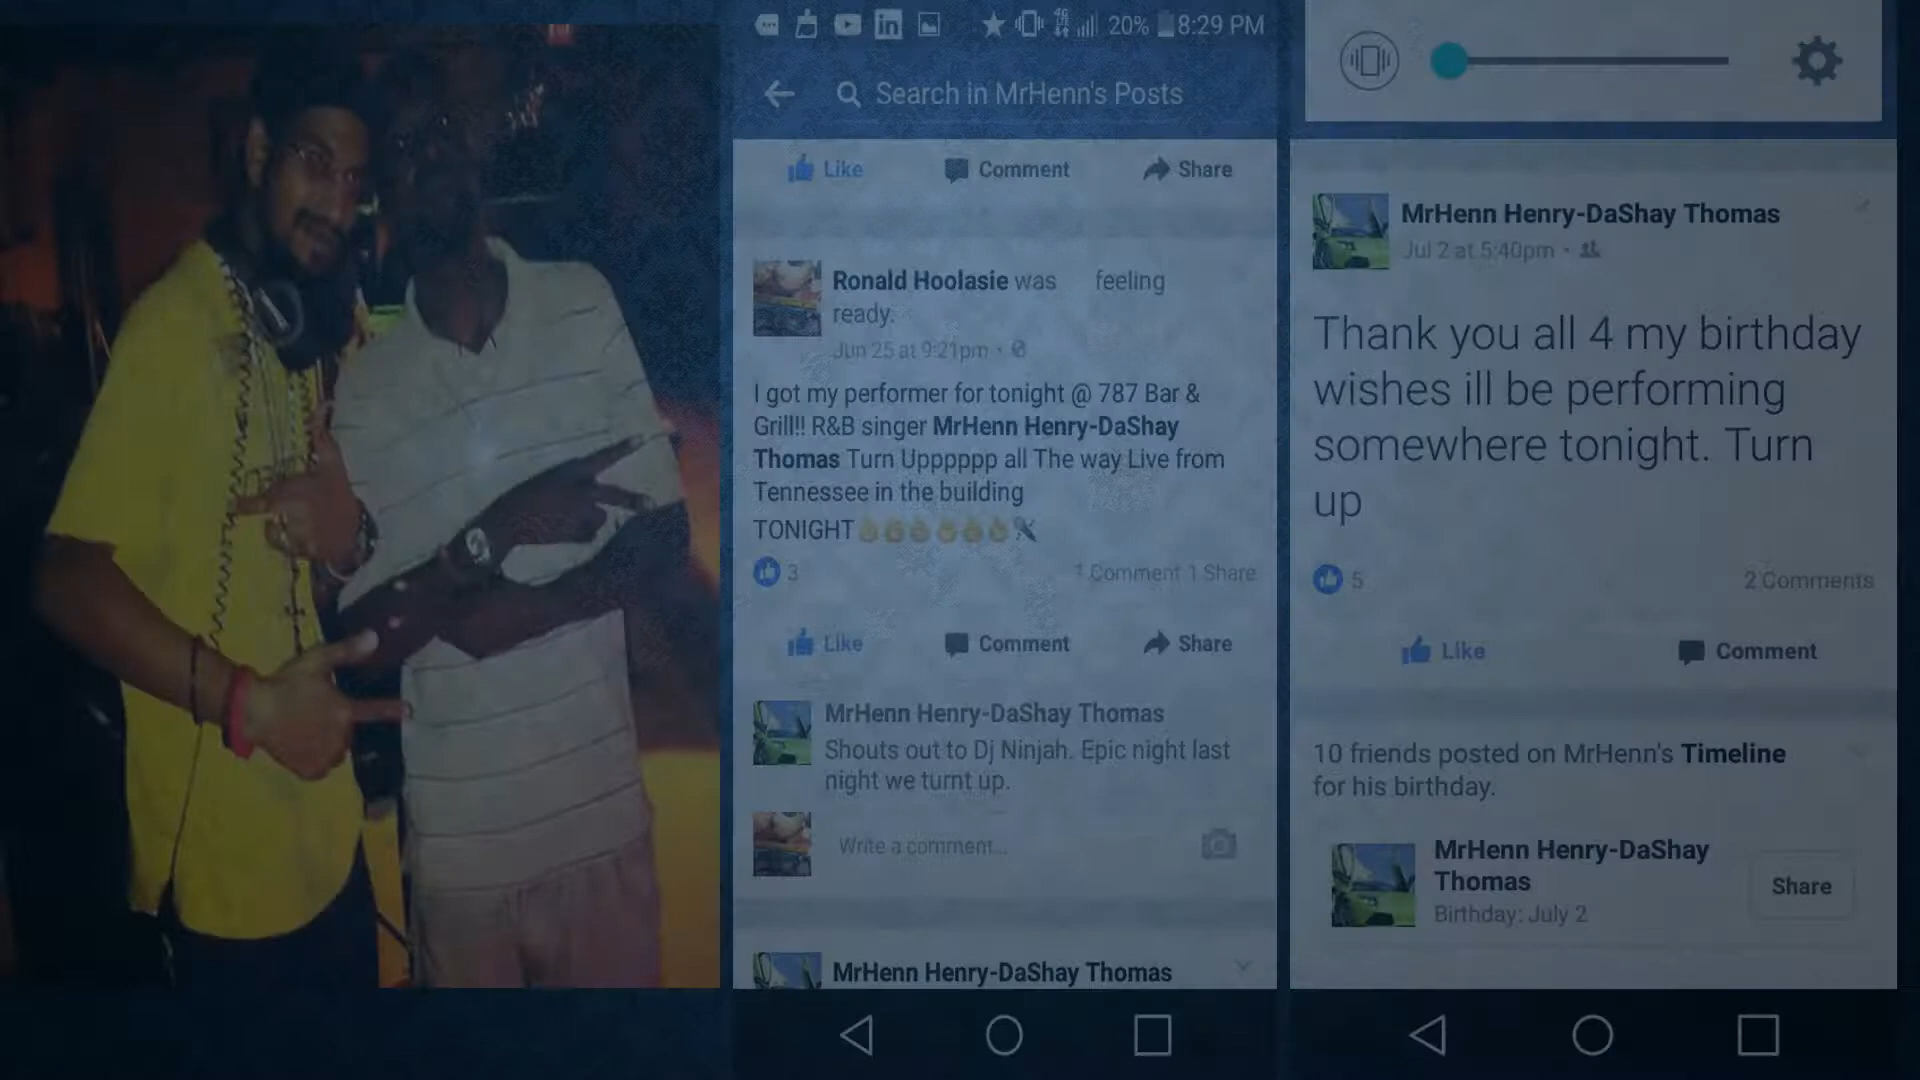 20% 8:29 PM
Search in MrHenn's Posts
Like Comment Share
Ronald Hoolasie was feeling
ready.
Jun 25 at 9:21pm
I got my performer for tonight @ 787 Bar &
Grill!! R&B singer MrHenn Henry-DaShay
Thomas Turn Upppppp all The way Live from
Tennessee in the building
TONIGHT👌👌👌👌👌👌🎤
3 1 Comment 1 Share
Like Comment Share
MrHenn Henry-DaShay Thomas
Shouts out to Dj Ninjah. Epic night last
night we turnt up.
Write a comment...
MrHenn Henry-DaShay Thomas
MrHenn Henry-DaShay Thomas
Jul 2 at 5:40pm
Thank you all 4 my birthday
wishes ill be performing
somewhere tonight. Turn
up
5 2 Comments
Like Comment
10 friends posted on MrHenn's Timeline
for his birthday.
MrHenn Henry-DaShay
Thomas
Birthday: July 2
Share